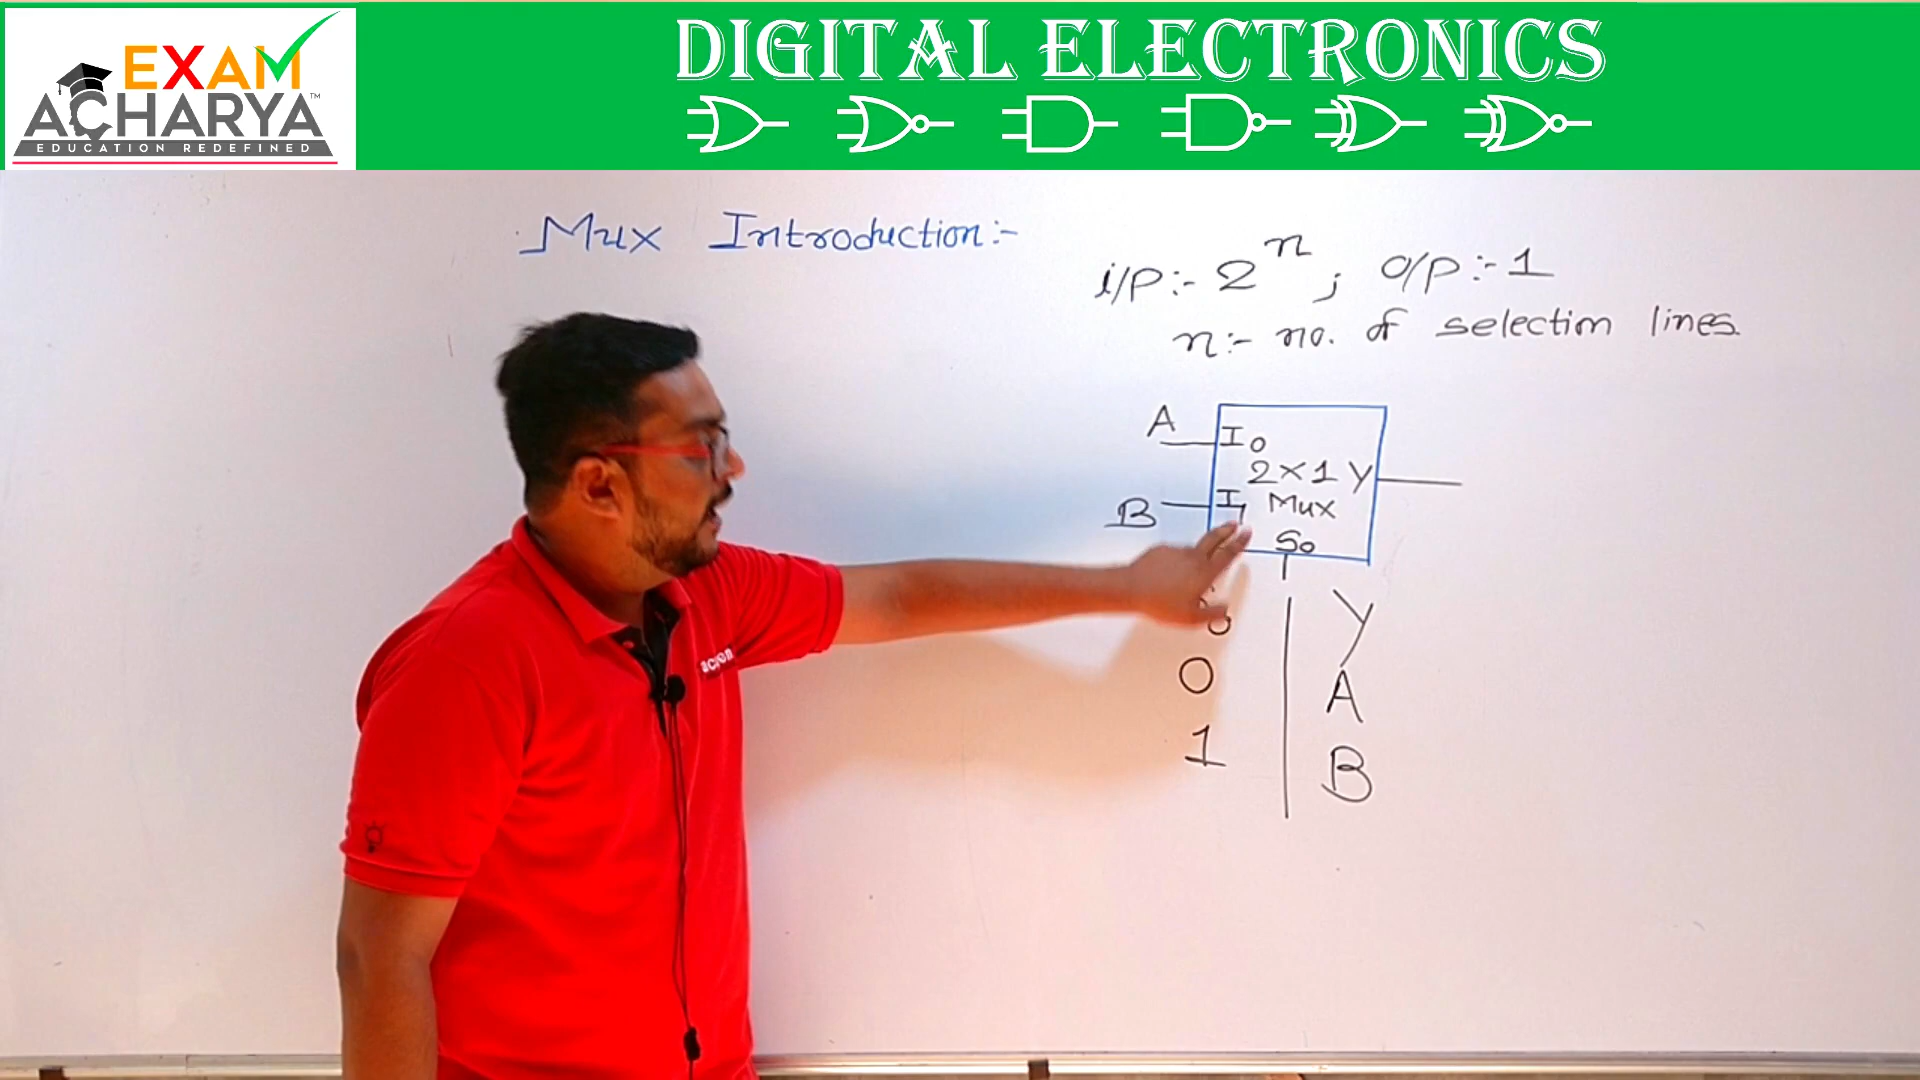 EXAM
ACHARYA™
EDUCATION REDEFINED
DIGITAL ELECTRONICS
Mux Introduction:-
i/p:- 2^n ; o/p:- 1
n:- no. of selection lines
A
I0
2×1 Y
B
I1 Mux
S0
Y
0 A
1 B